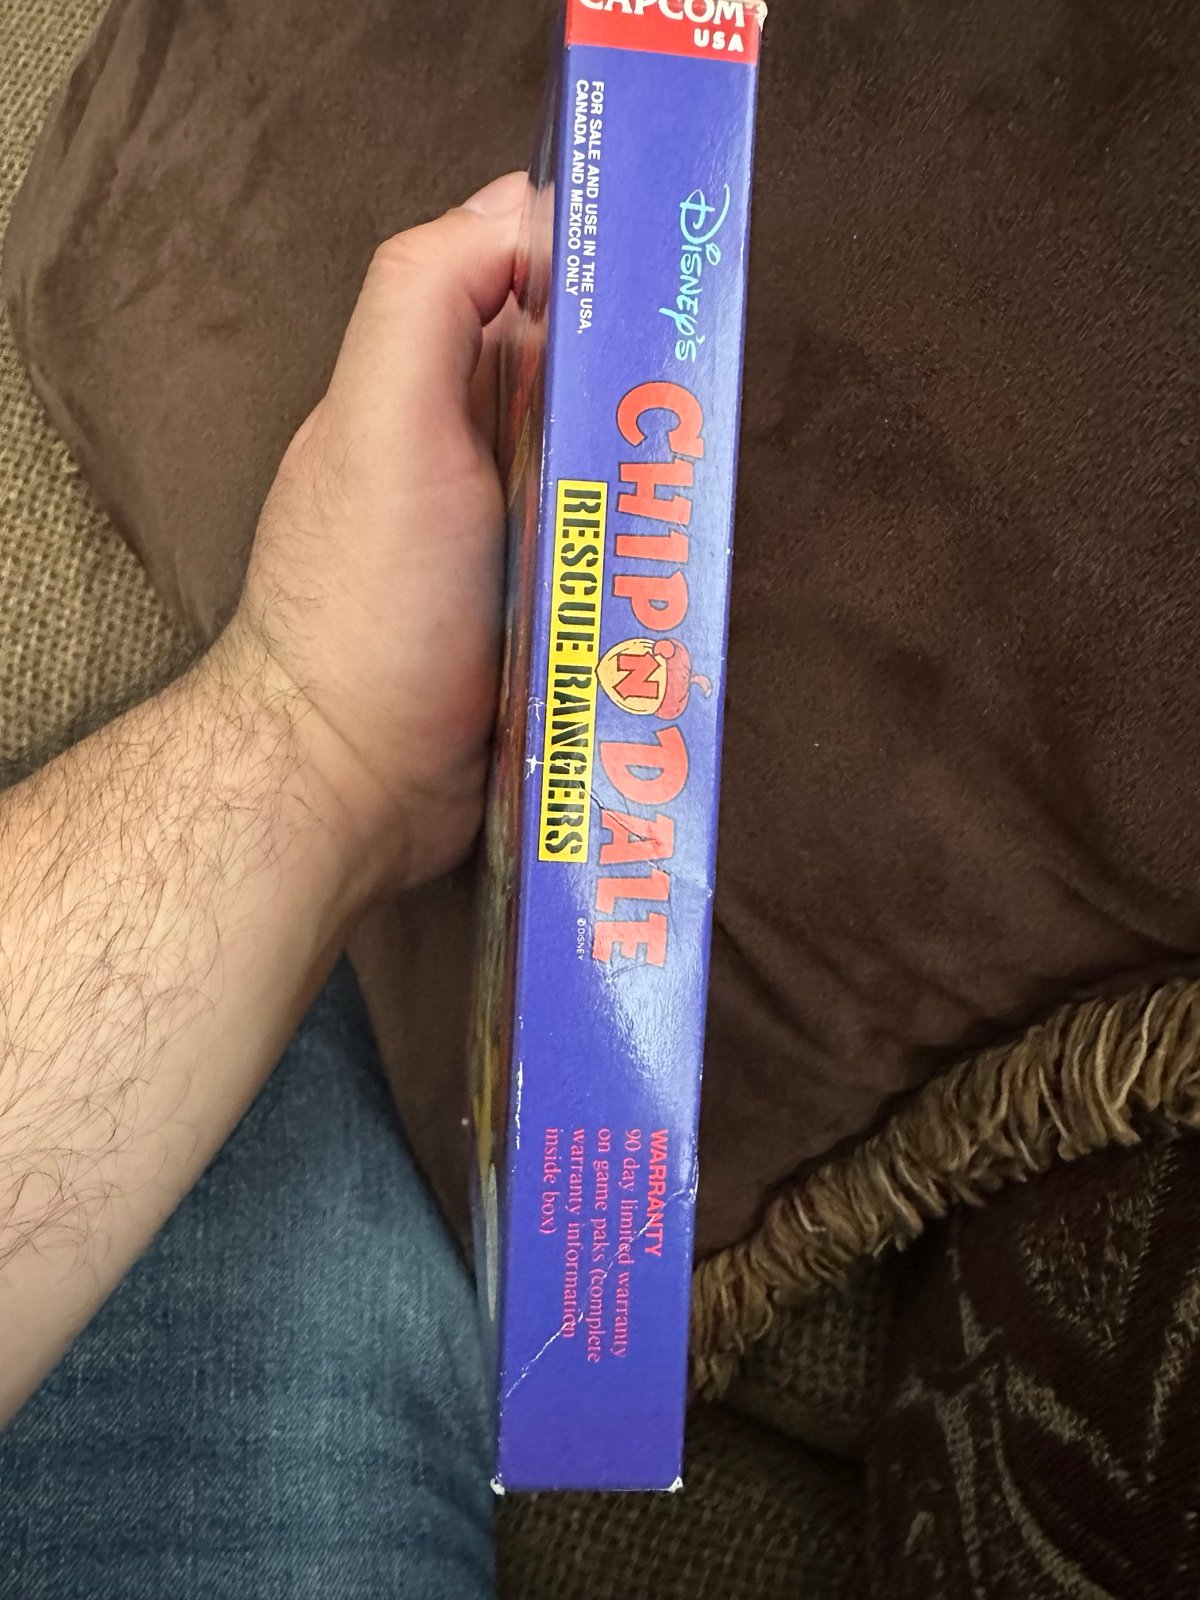 CAPCOM
USA
FOR SALE AND USE IN THE USA,
CANADA AND MEXICO ONLY
Disney's
CHIP 'N DALE
RESCUE RANGERS
© DISNEY
WARRANTY
90 day limited warranty
on game paks (complete
warranty information
inside box)